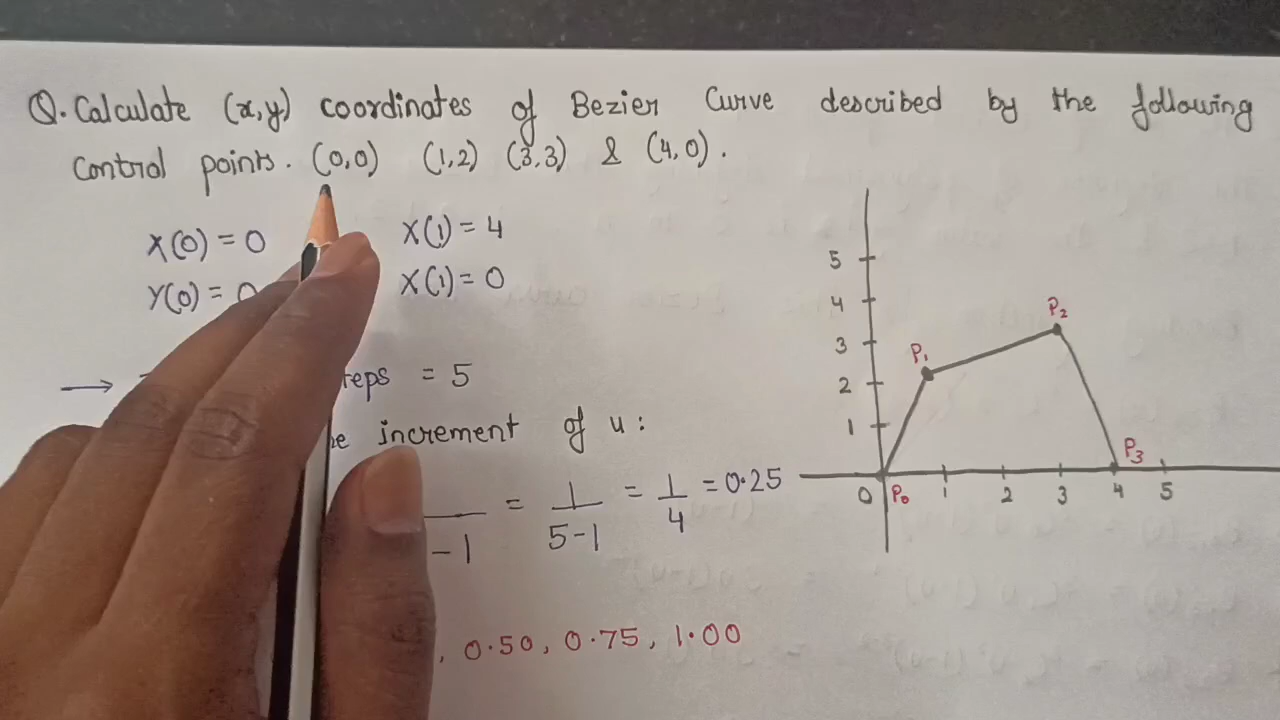 Q. Calculate (x,y) coordinates of Bezier Curve described by the following
control points. (0,0) (1,2) (3,3) & (4,0).
X(0) = 0 X(1) = 4
Y(0) = 0 X(1) = 0
→ = 5
increment of u:
-1 = 1/5-1 = 1/4 = 0.25
, 0.50, 0.75, 1.00
5
4
3
2
1
0 1 2 3 4 5
P₀
P₁
P₂
P₃